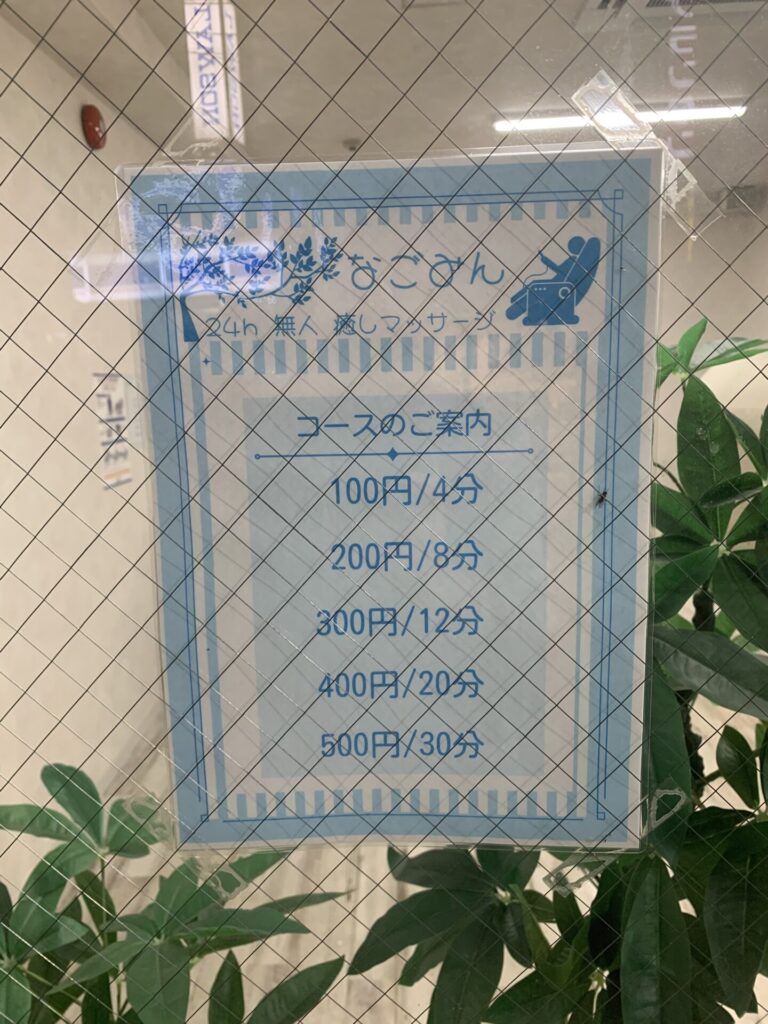 なごみん
24h 無人 癒しマッサージ
コースのご案内
100円/4分
200円/8分
300円/12分
400円/20分
500円/30分